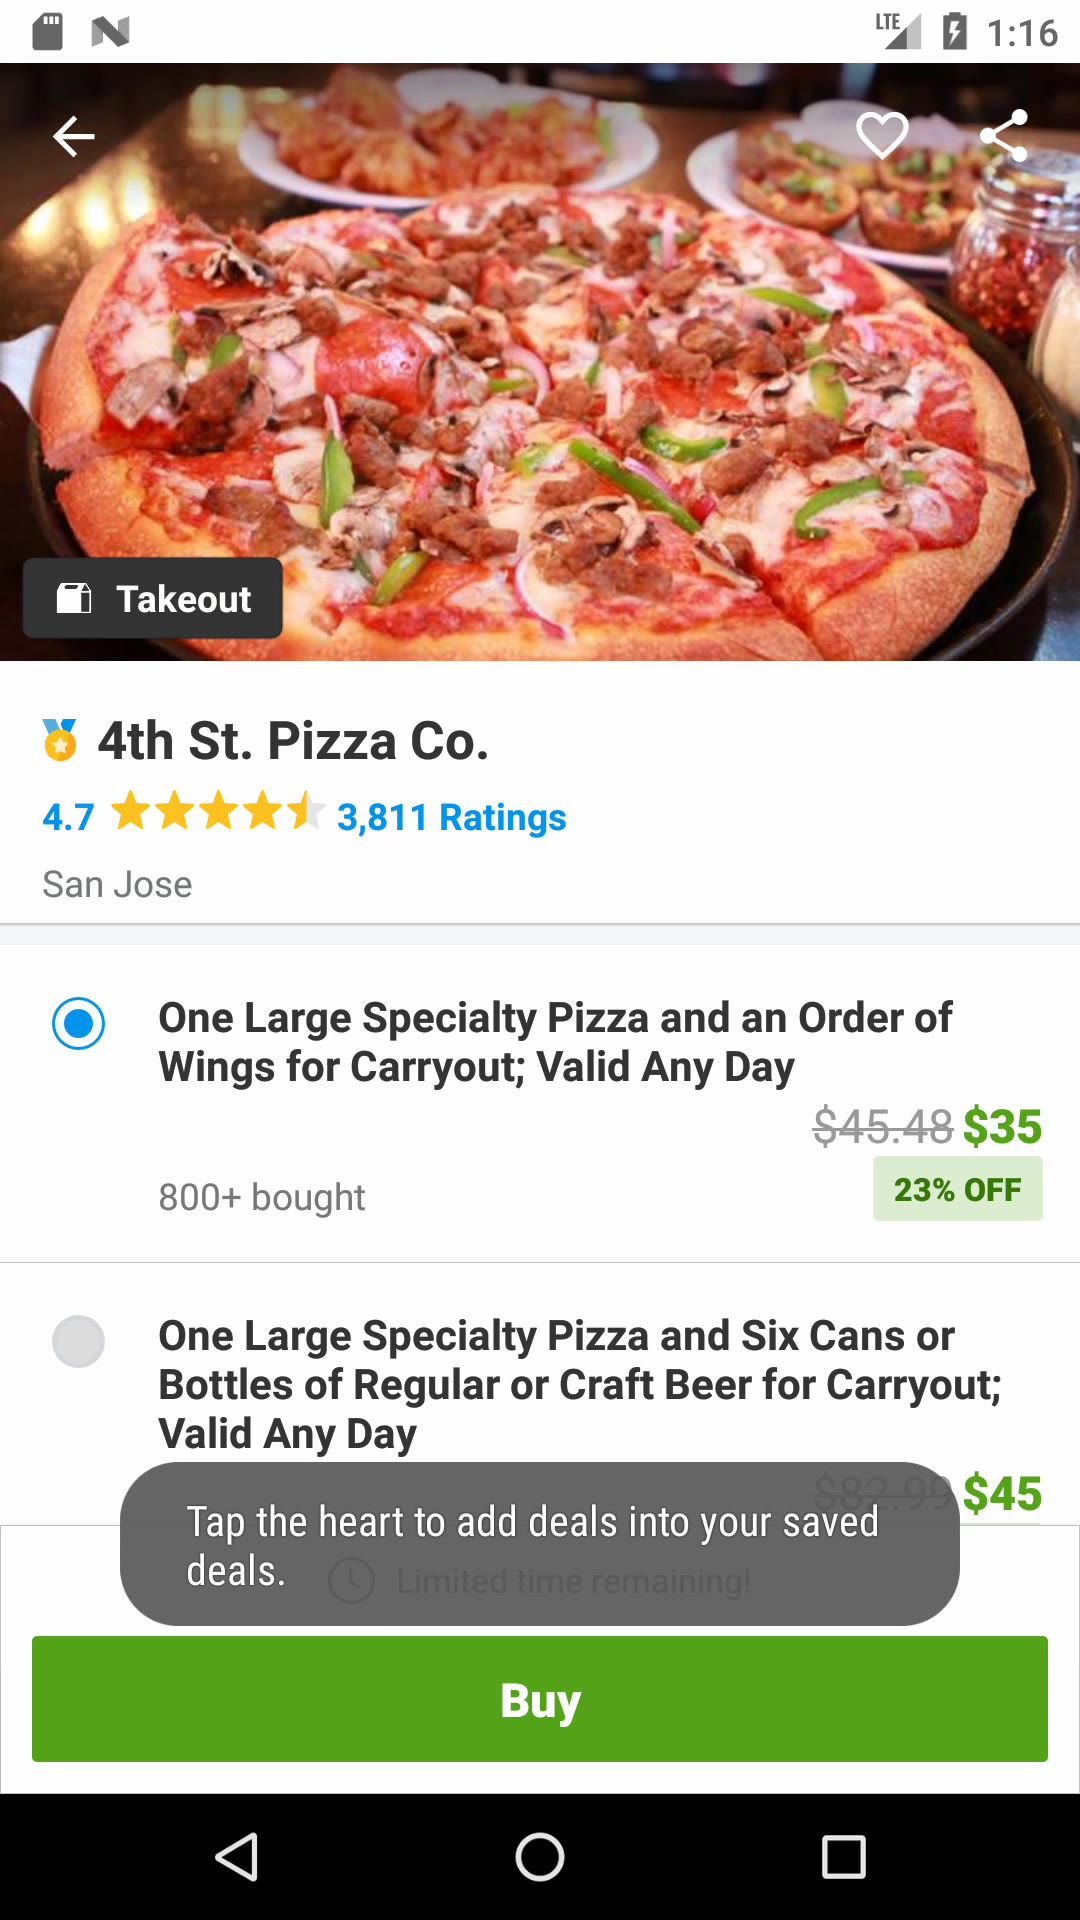 LTE 1:16
Takeout
4th St. Pizza Co.
4.7 3,811 Ratings
San Jose
One Large Specialty Pizza and an Order of
Wings for Carryout; Valid Any Day
$45.48 $35
800+ bought
23% OFF
One Large Specialty Pizza and Six Cans or
Bottles of Regular or Craft Beer for Carryout;
Valid Any Day
$82.99 $45
Tap the heart to add deals into your saved
deals.
Limited time remaining!
Buy